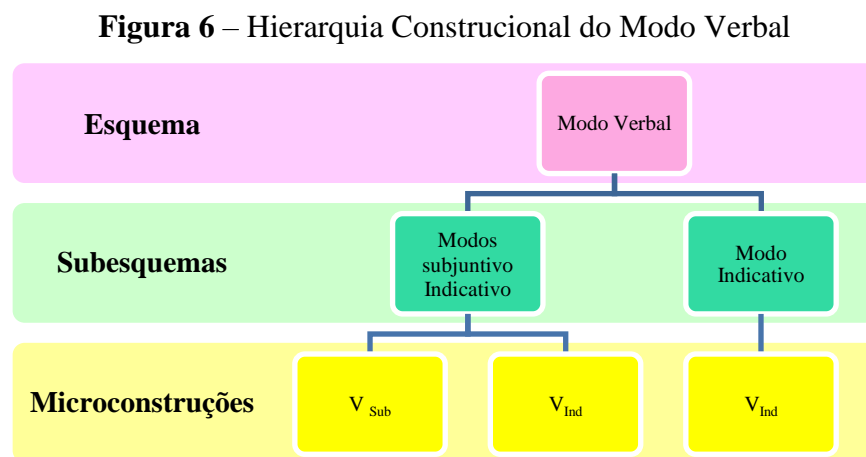 Figura 6 – Hierarquia Construcional do Modo Verbal
Esquema
Modo Verbal
Subesquemas
Modos
subjuntivo
Indicativo
Modo
Indicativo
Microconstruções
V Sub
VInd
VInd